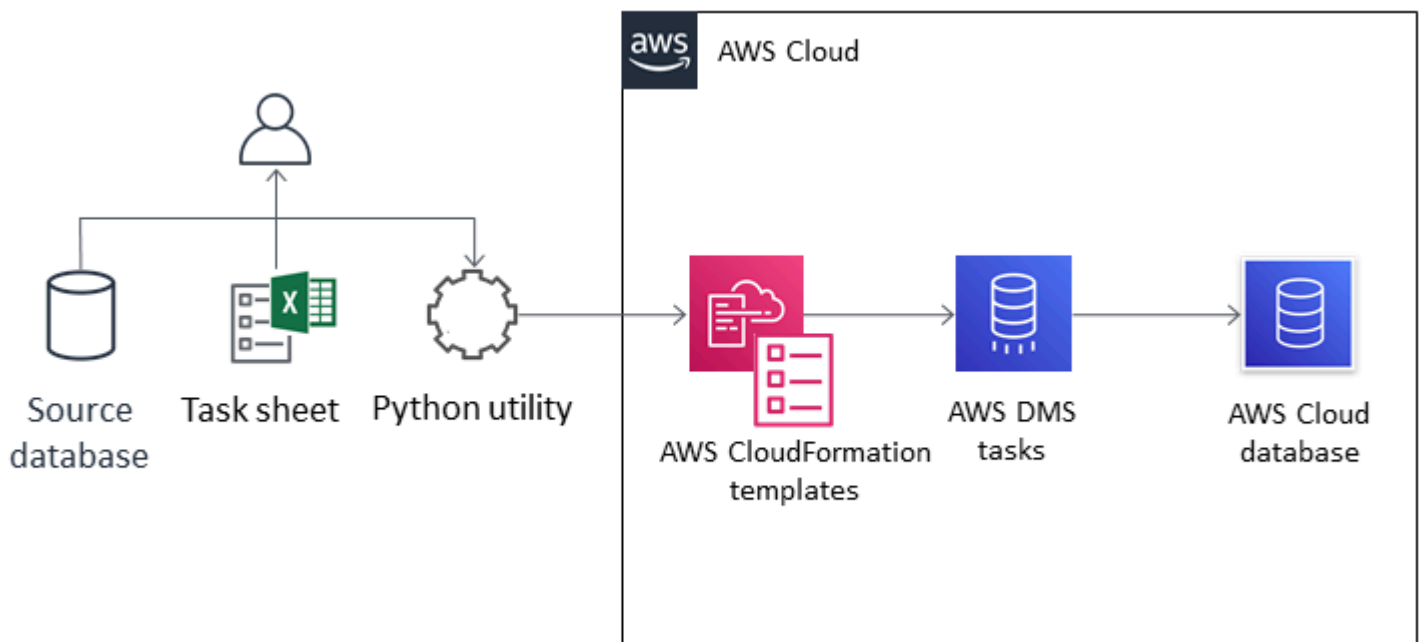 aws
AWS Cloud
X
Source
database
Task sheet
Python utility
AWS CloudFormation
templates
AWS DMS
tasks
AWS Cloud
database